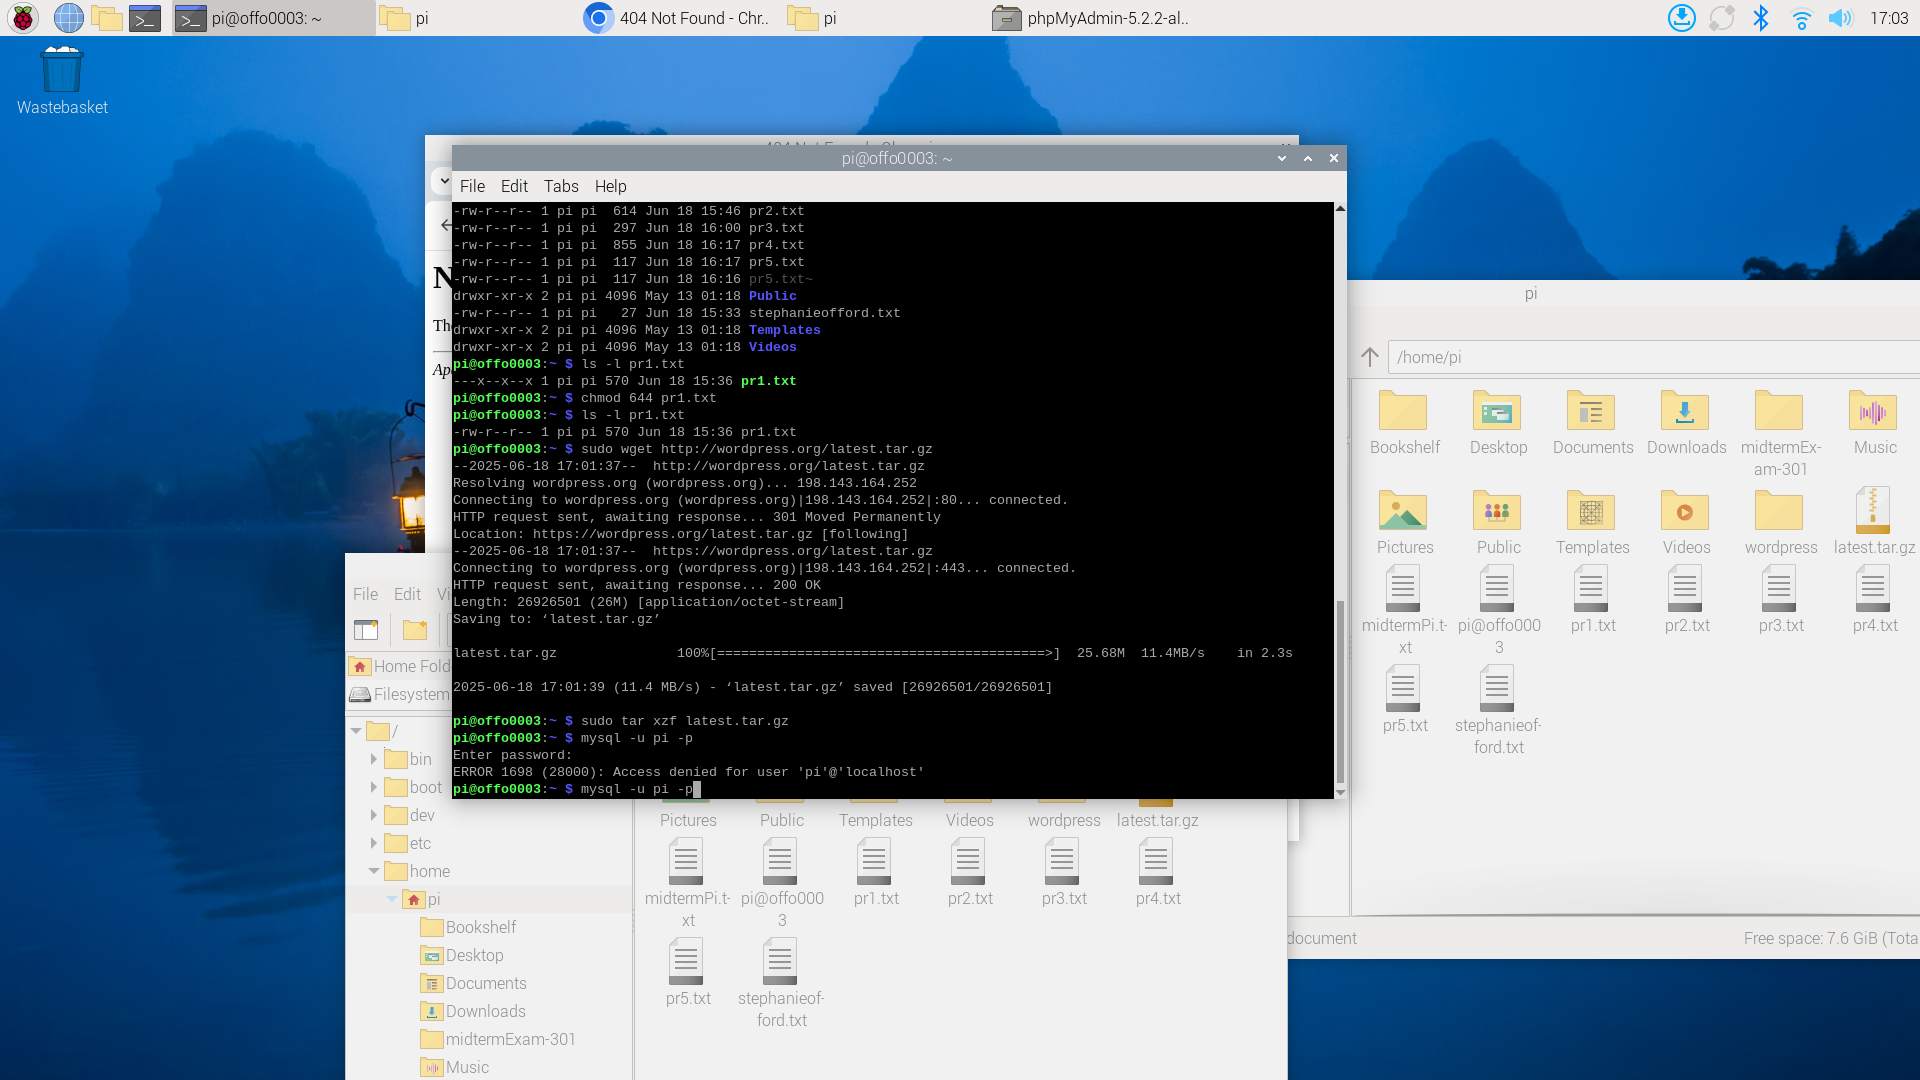 pi@offo0003: ~
pi
404 Not Found - Chr..
pi
phpMyAdmin-5.2.2-al..
17:03
Wastebasket
pi@offo0003: ~
File Edit Tabs Help
-rw-r--r-- 1 pi pi  614 Jun 18 15:46 pr2.txt
-rw-r--r-- 1 pi pi  297 Jun 18 16:00 pr3.txt
-rw-r--r-- 1 pi pi  855 Jun 18 16:17 pr4.txt
-rw-r--r-- 1 pi pi  117 Jun 18 16:17 pr5.txt
-rw-r--r-- 1 pi pi  117 Jun 18 16:16 pr5.txt~
drwxr-xr-x 2 pi pi 4096 May 13 01:18 Public
-rw-r--r-- 1 pi pi   27 Jun 18 15:33 stephanieofford.txt
drwxr-xr-x 2 pi pi 4096 May 13 01:18 Templates
drwxr-xr-x 2 pi pi 4096 May 13 01:18 Videos
pi@offo0003:~ $ ls -l pr1.txt
---x--x--x 1 pi pi 570 Jun 18 15:36 pr1.txt
pi@offo0003:~ $ chmod 644 pr1.txt
pi@offo0003:~ $ ls -l pr1.txt
-rw-r--r-- 1 pi pi 570 Jun 18 15:36 pr1.txt
pi@offo0003:~ $ sudo wget http://wordpress.org/latest.tar.gz
--2025-06-18 17:01:37--  http://wordpress.org/latest.tar.gz
Resolving wordpress.org (wordpress.org)... 198.143.164.252
Connecting to wordpress.org (wordpress.org)|198.143.164.252|:80... connected.
HTTP request sent, awaiting response... 301 Moved Permanently
Location: https://wordpress.org/latest.tar.gz [following]
--2025-06-18 17:01:37--  https://wordpress.org/latest.tar.gz
Connecting to wordpress.org (wordpress.org)|198.143.164.252|:443... connected.
HTTP request sent, awaiting response... 200 OK
Length: 26926501 (26M) [application/octet-stream]
Saving to: ‘latest.tar.gz’
latest.tar.gz               100%[=========================================>]  25.68M  11.4MB/s    in 2.3s
2025-06-18 17:01:39 (11.4 MB/s) - ‘latest.tar.gz’ saved [26926501/26926501]
pi@offo0003:~ $ sudo tar xzf latest.tar.gz
pi@offo0003:~ $ mysql -u pi -p
Enter password:
ERROR 1698 (28000): Access denied for user 'pi'@'localhost'
pi@offo0003:~ $ mysql -u pi -p
pi
/home/pi
Bookshelf Desktop Documents Downloads midtermEx- Music
am-301
Pictures Public Templates Videos wordpress latest.tar.gz
midtermPi.t- pi@offo000 pr1.txt pr2.txt pr3.txt pr4.txt
xt 3
pr5.txt stephanieof-
ford.txt
document
Free space: 7.6 GiB (Tota
File Edit Vi
Home Fold
Filesystem
/
bin
boot
dev
etc
home
pi
Bookshelf
Desktop
Documents
Downloads
midtermExam-301
Music
Pictures Public Templates Videos wordpress latest.tar.gz
midtermPi.t- pi@offo000 pr1.txt pr2.txt pr3.txt pr4.txt
xt 3
pr5.txt stephanieof-
ford.txt